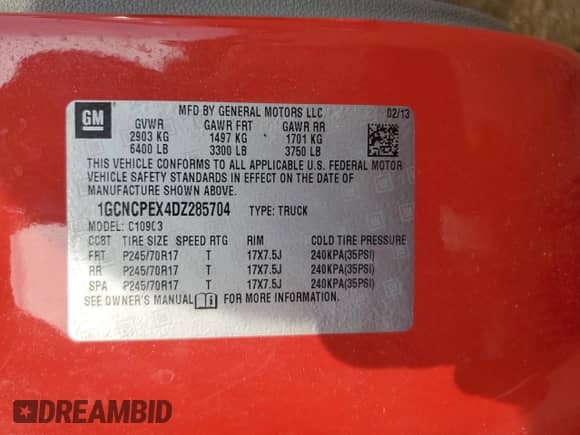 GM
MFD BY GENERAL MOTORS LLC 02/13
GVWR GAWR FRT GAWR RR
2903 KG 1497 KG 1701 KG
6400 LB 3300 LB 3750 LB
THIS VEHICLE CONFORMS TO ALL APPLICABLE U.S. FEDERAL MOTOR
VEHICLE SAFETY STANDARDS IN EFFECT ON THE DATE OF
MANUFACTURE SHOWN ABOVE.
1GCNCPEX4DZ285704 TYPE: TRUCK
MODEL: C10903
CC8T TIRE SIZE SPEED RTG RIM COLD TIRE PRESSURE
FRT P245/70R17 T 17X7.5J 240KPA(35PSI)
RR P245/70R17 T 17X7.5J 240KPA(35PSI)
SPA P245/70R17 T 17X7.5J 240KPA(35PSI)
SEE OWNER'S MANUAL FOR MORE INFORMATION.
DREAMBID